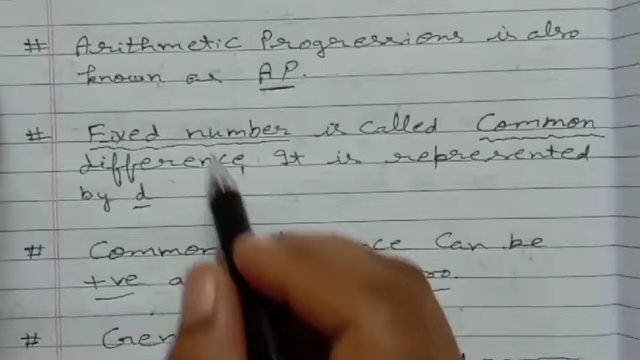 # Arithmetic Progressions is also
known as AP.
# Fixed number is called Common
difference, It is represented
by d
# Common Can be
+ve
# Gen